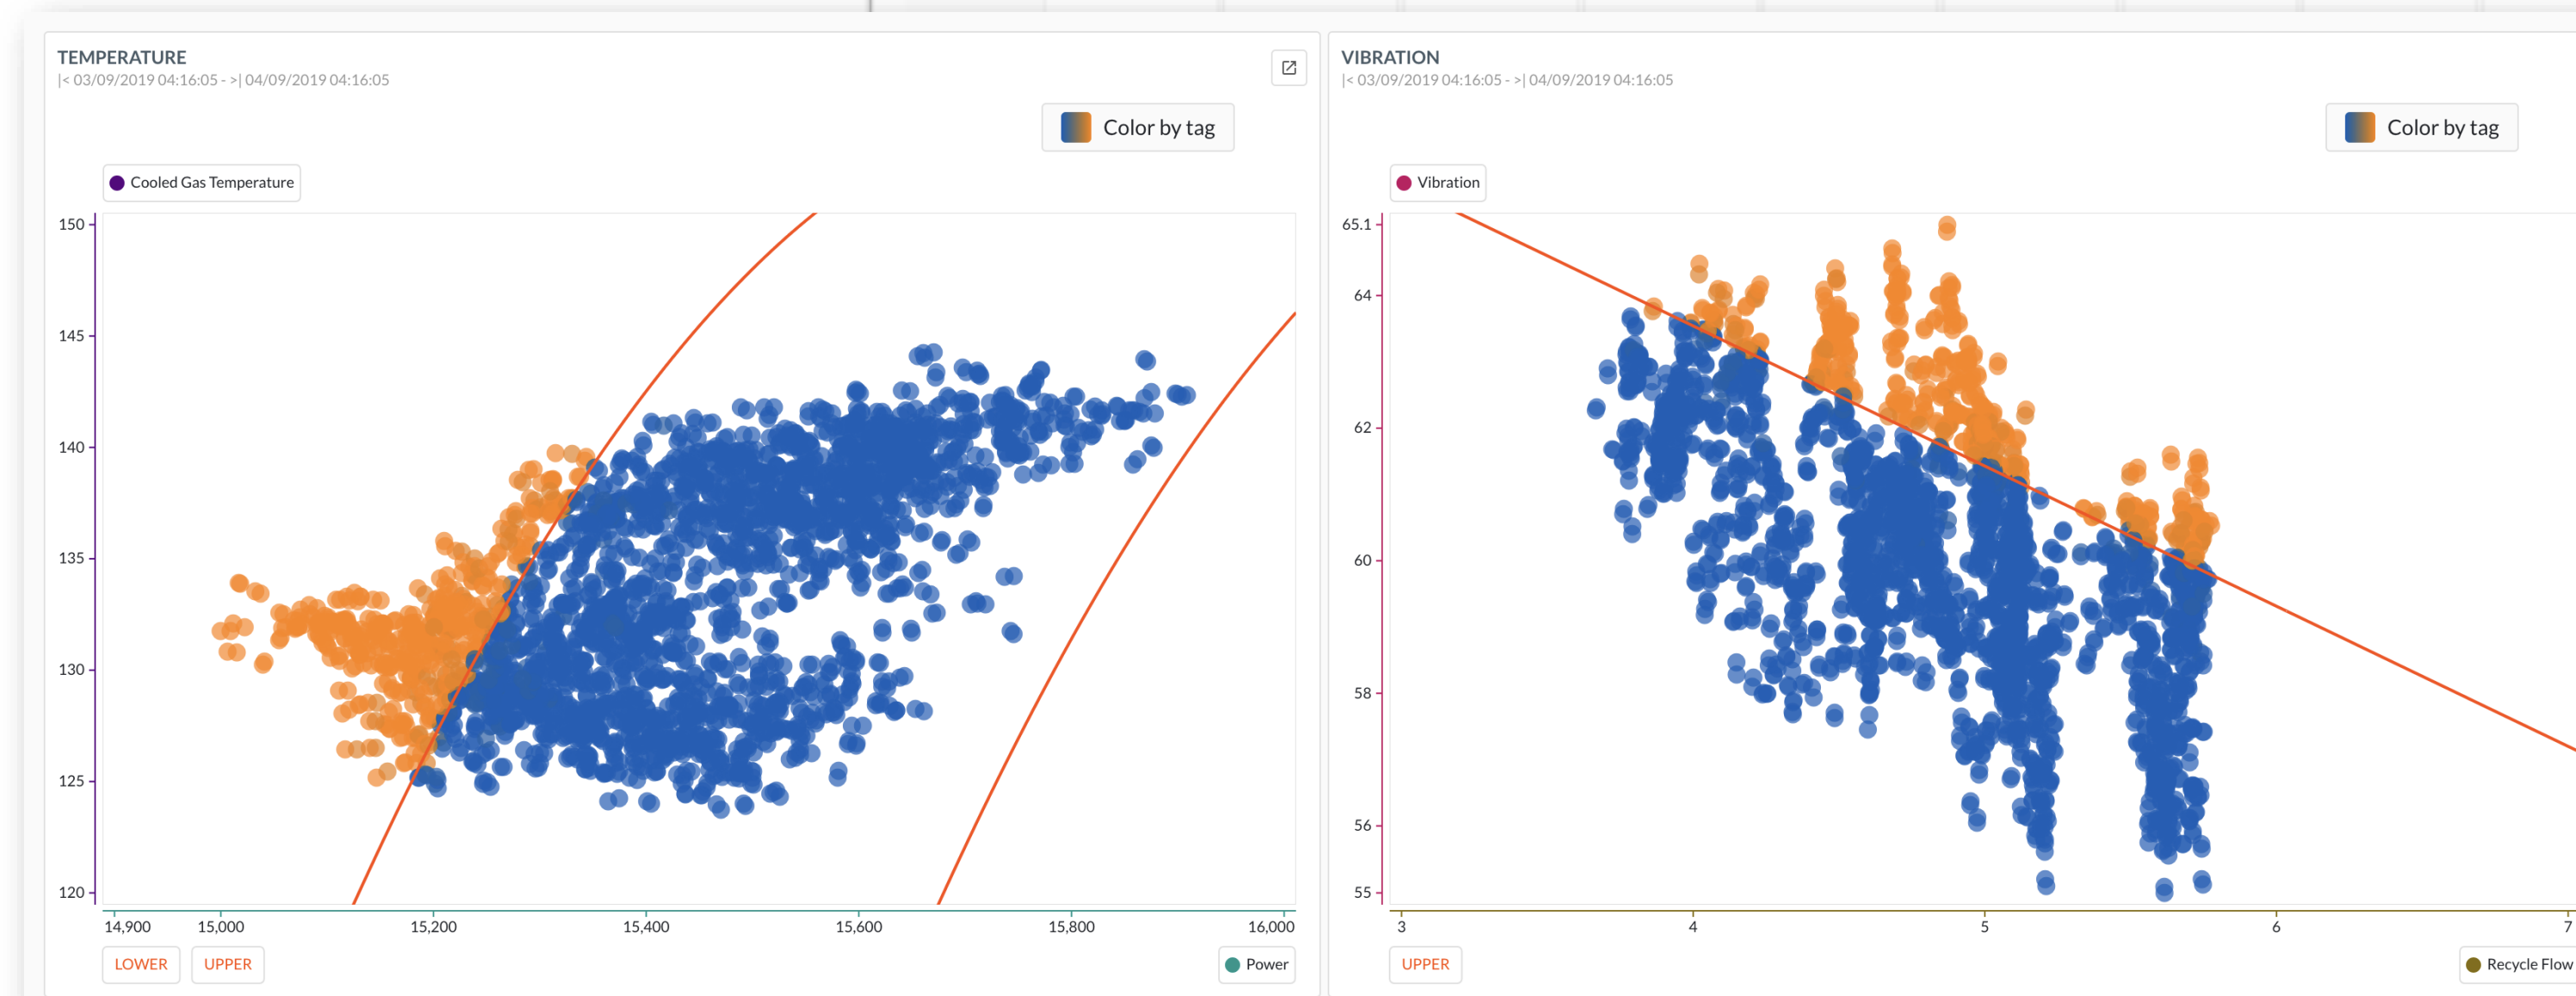 TEMPERATURE
|< 03/09/2019 04:16:05 - >| 04/09/2019 04:16:05
Color by tag
Cooled Gas Temperature
150
145
140
135
130
125
120
14,900 15,000 15,200 15,400 15,600 15,800 16,000
LOWER UPPER Power
VIBRATION
|< 03/09/2019 04:16:05 - >| 04/09/2019 04:16:05
Color by tag
Vibration
65.1
64
62
60
58
56
55
3 4 5 6 7
UPPER Recycle Flow